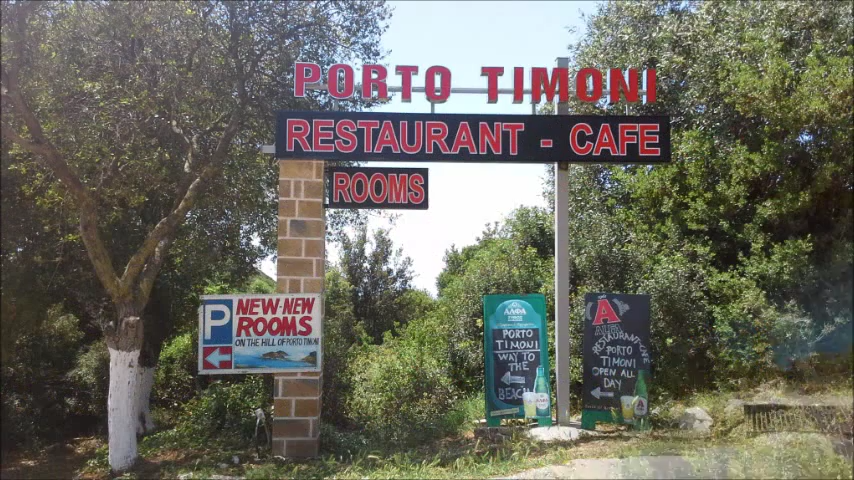 PORTO TIMONI
RESTAURANT - CAFE
ROOMS
P
NEW-NEW
ROOMS
ON THE HILL OF PORTO TIMONI
ΑΛΦΑ
PORTO
TIMONI
WAY TO
THE
BEACH
A
ALFA
RESTAURANT CAFE
PORTO
TIMONI
OPEN ALL
DAY